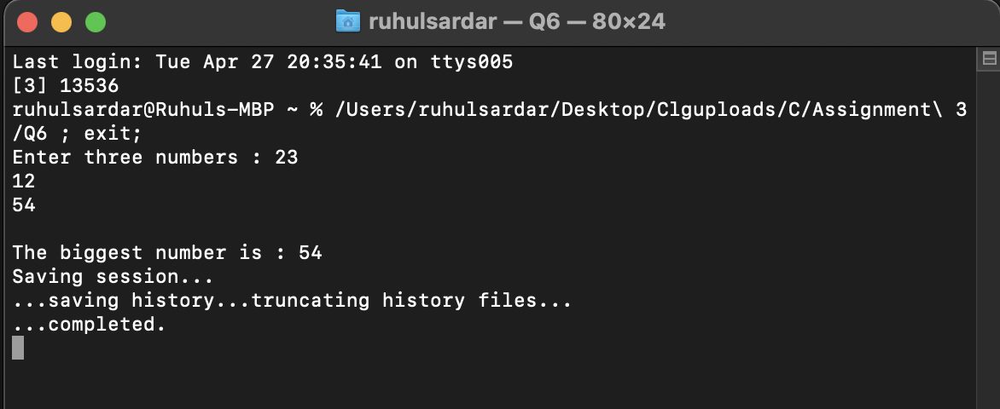 ruhulsardar — Q6 — 80×24
Last login: Tue Apr 27 20:35:41 on ttys005
[3] 13536
ruhulsardar@Ruhuls-MBP ~ % /Users/ruhulsardar/Desktop/Clguploads/C/Assignment\ 3
/Q6 ; exit;
Enter three numbers : 23
12
54
The biggest number is : 54
Saving session...
...saving history...truncating history files...
...completed.